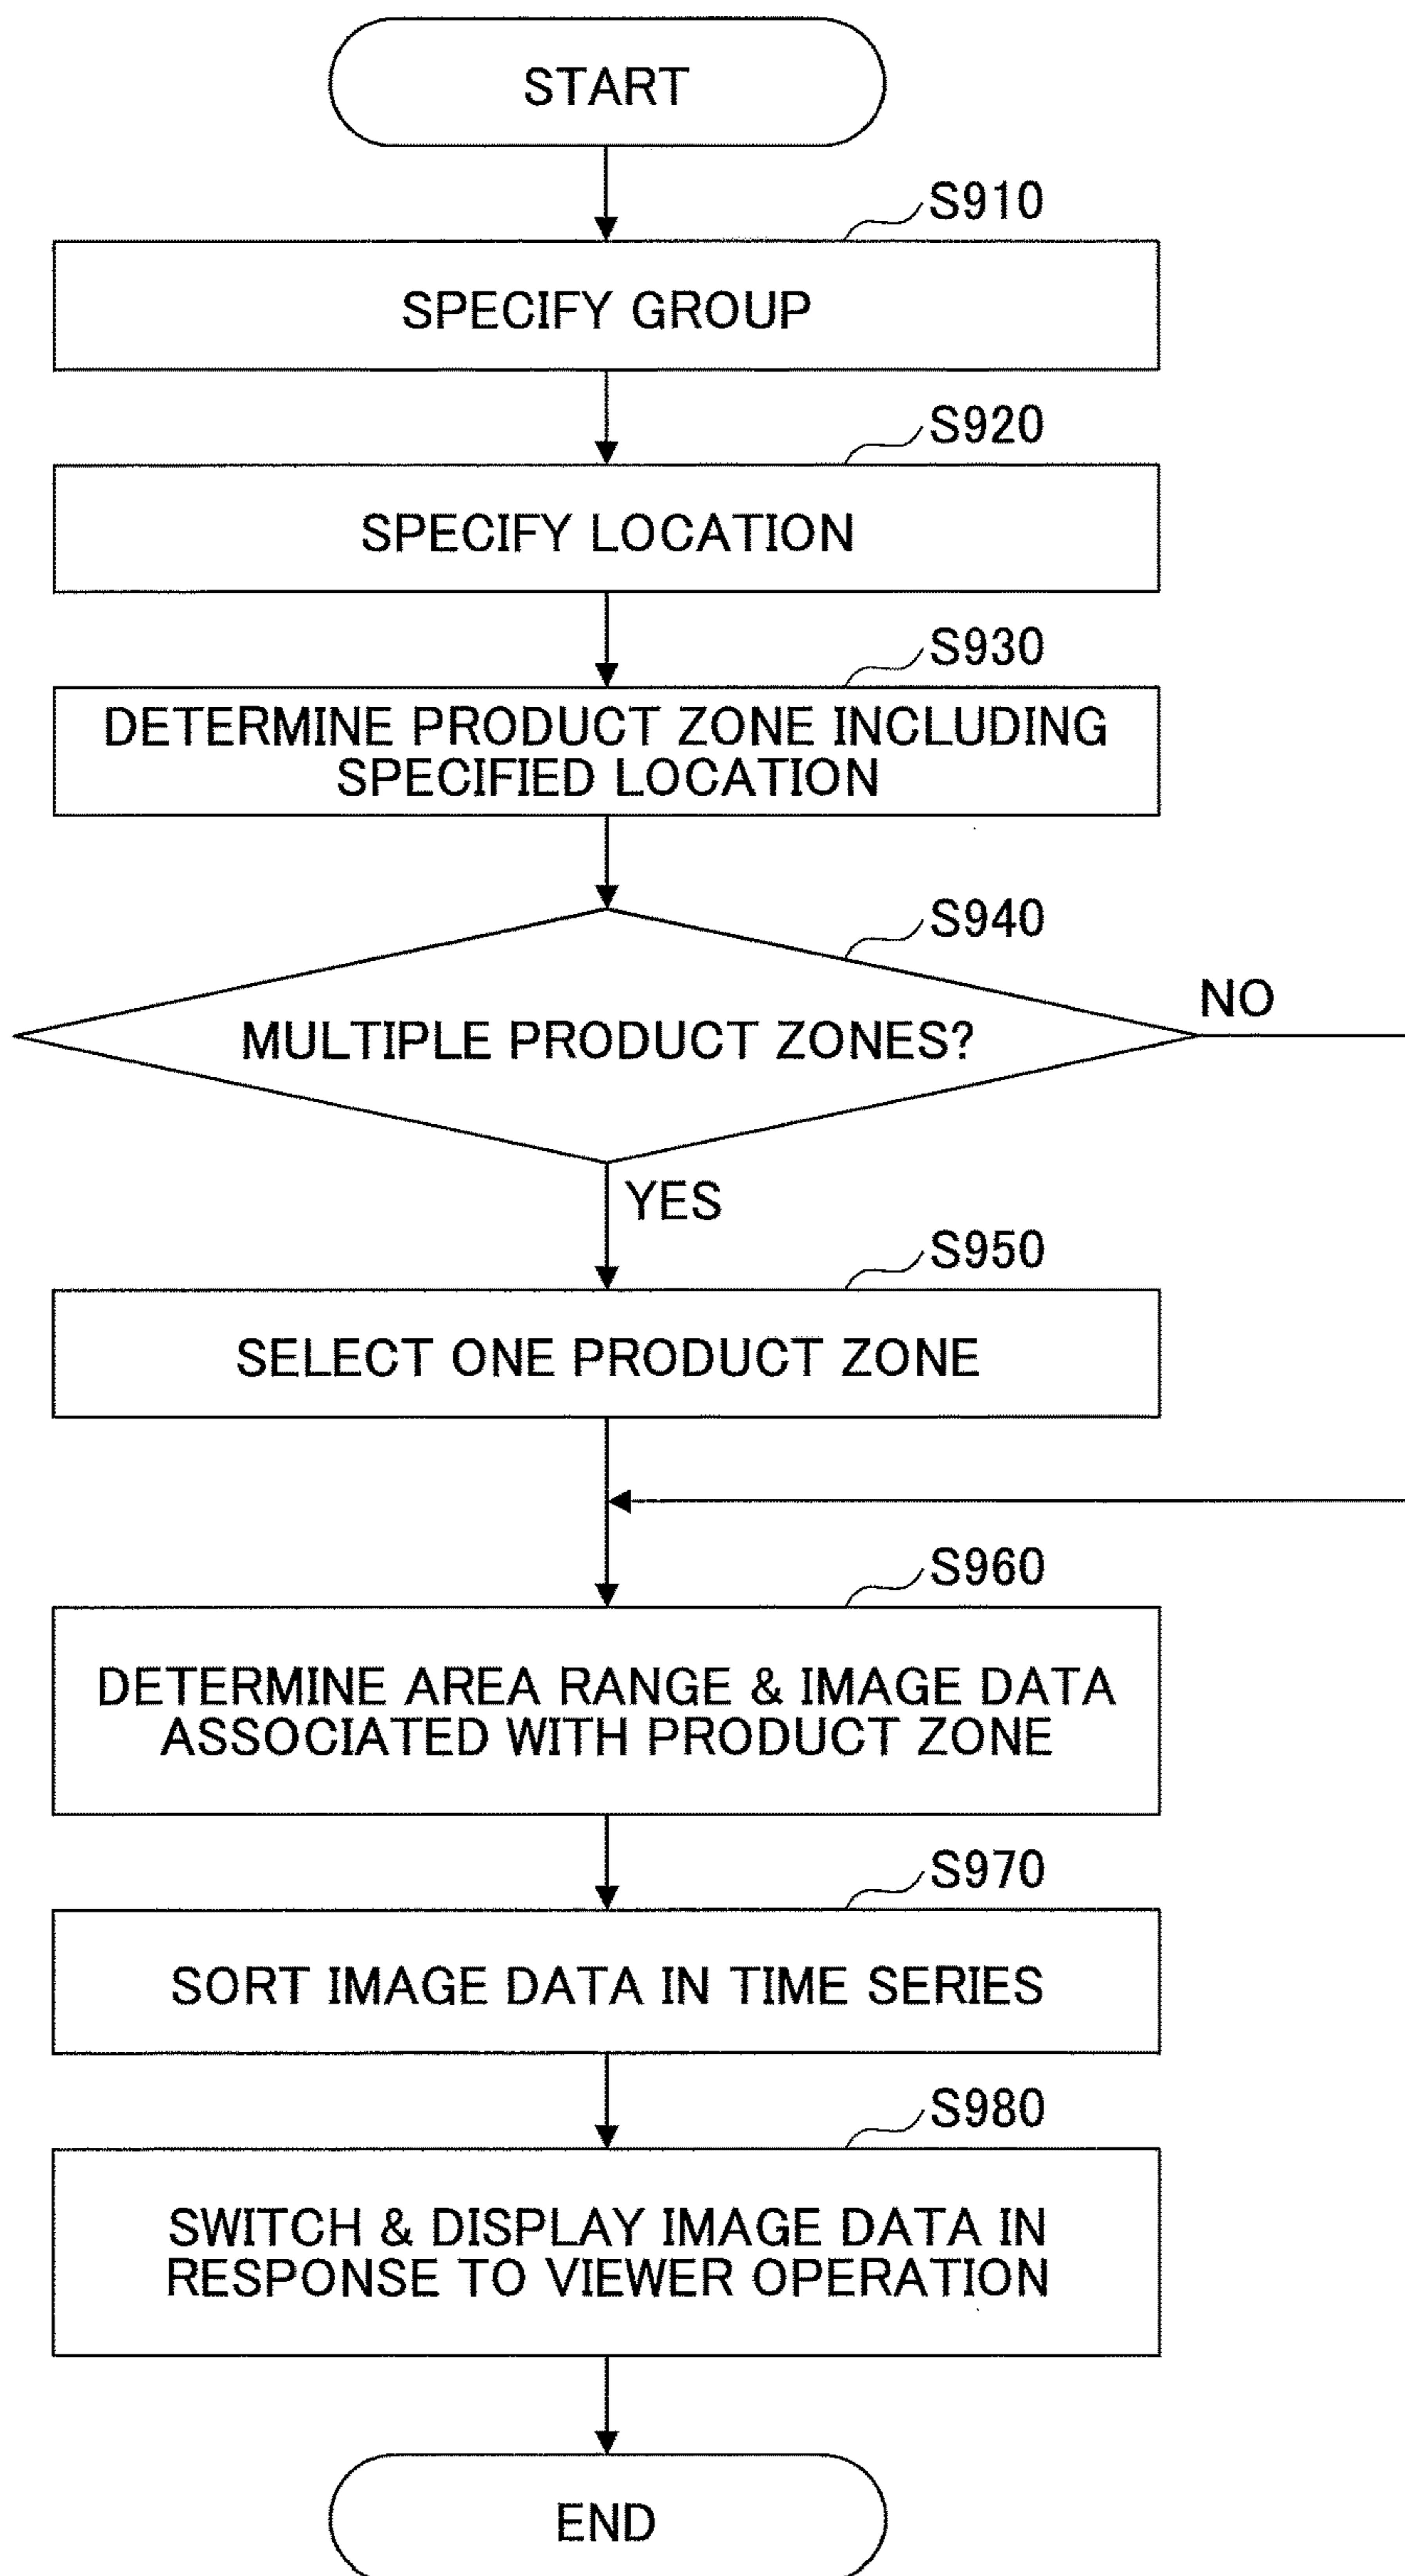 START
S910
SPECIFY GROUP
S920
SPECIFY LOCATION
S930
DETERMINE PRODUCT ZONE INCLUDING
SPECIFIED LOCATION
S940
MULTIPLE PRODUCT ZONES?
NO
YES
S950
SELECT ONE PRODUCT ZONE
S960
DETERMINE AREA RANGE & IMAGE DATA
ASSOCIATED WITH PRODUCT ZONE
S970
SORT IMAGE DATA IN TIME SERIES
S980
SWITCH & DISPLAY IMAGE DATA IN
RESPONSE TO VIEWER OPERATION
END